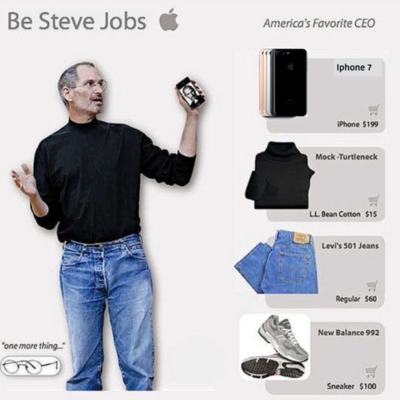 Be Steve Jobs
America's Favorite CEO
Iphone 7
iPhone $199
Mock -Turtleneck
L.L. Bean Cotton $15
Levi's 501 Jeans
Regular $60
New Balance 992
Sneaker $100
"one more thing..."